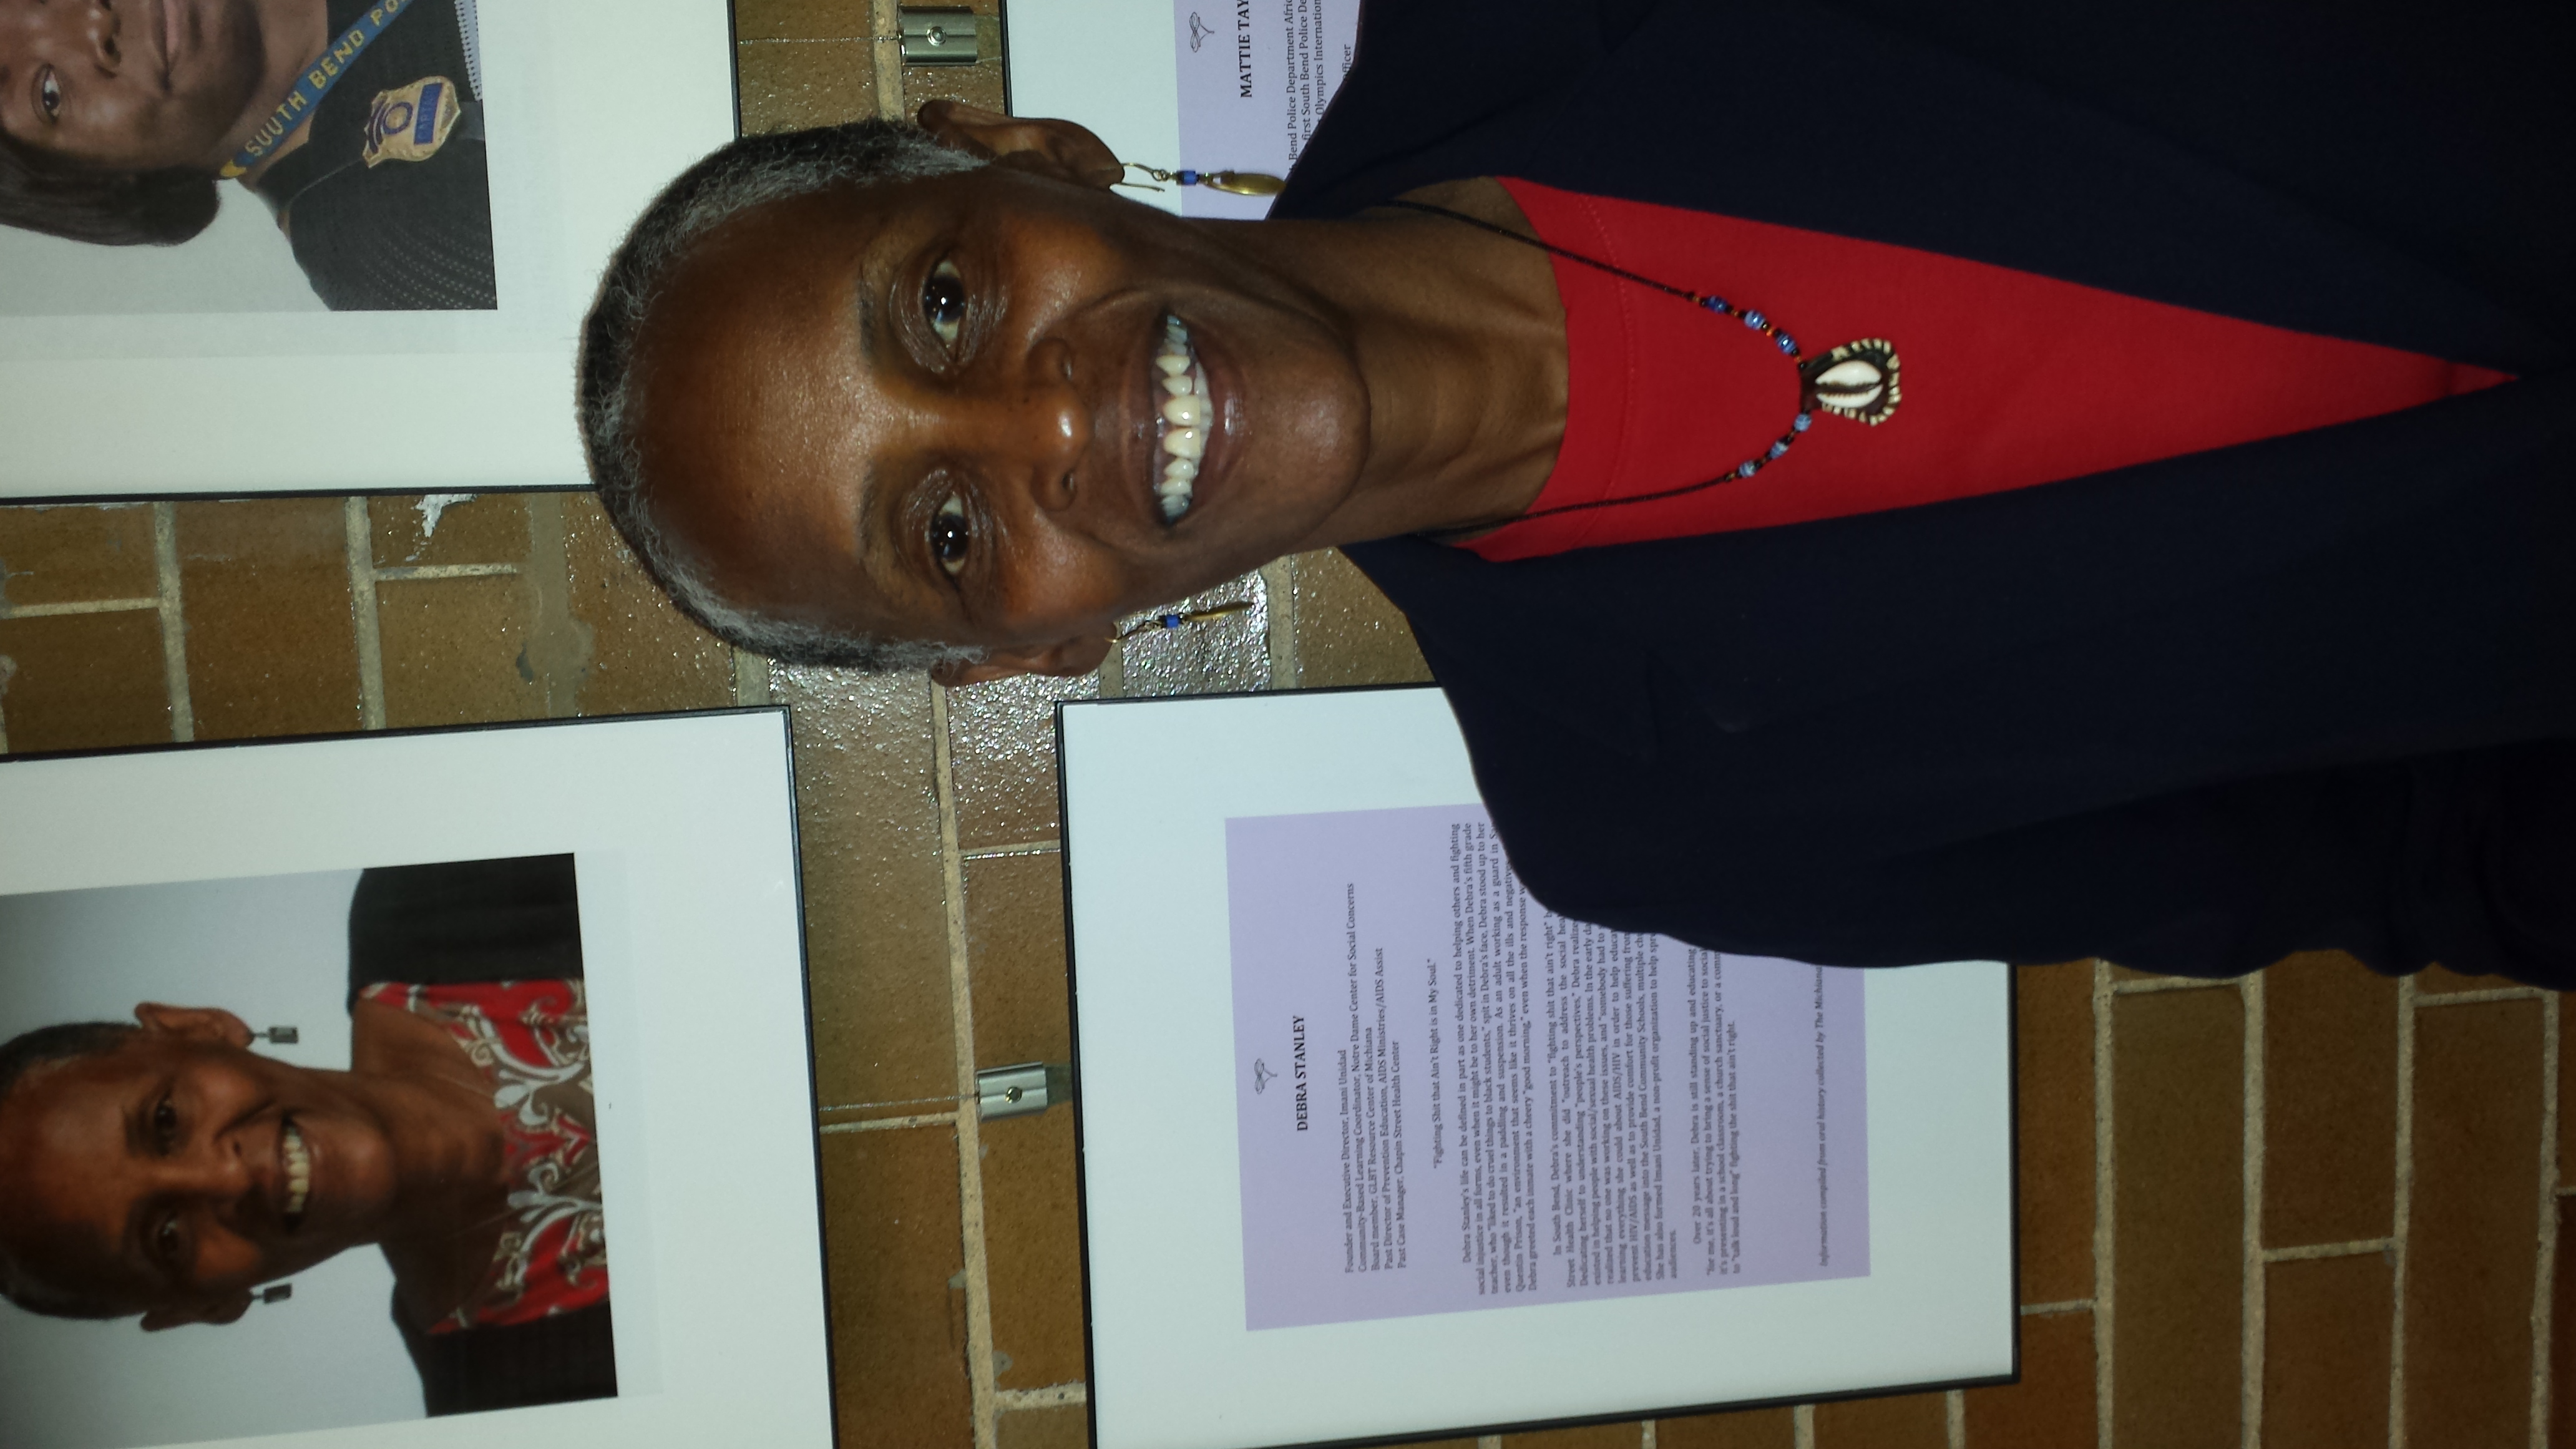 SOUTH BEND PO
CAPTAIN
DEBRA STANLEY
Founder and Executive Director, Imani Unidad
Community-Based Learning Coordinator, Notre Dame Center for Social Concerns
Board member, GLBT Resource Center of Michiana
Past Director of Prevention Education, AIDS Ministries/AIDS Assist
Past Case Manager, Chapin Street Health Center
"Fighting Shit that Ain't Right is in My Soul."
Debra Stanley's life can be defined in part as one dedicated to helping others and fighting
social injustice in all forms, even when it might be to her own detriment. When Debra's fifth grade
teacher, who "liked to do cruel things to black students," spit in Debra's face, Debra stood up to her
even though it resulted in a paddling and suspension. As an adult working as a guard in San
Quentin Prison, "an environment that seems like it thrives on all the ills and negatives
Debra greeted each inmate with a cheery "good morning," even when the response w
In South Bend, Debra's commitment to "fighting shit that ain't right" b
Street Health Clinic where she did "outreach to address the social hea
Dedicating herself to understanding "people's perspectives," Debra realize
existed in helping people with social/sexual health problems. In the early da
realized that no one was working on these issues, and "somebody had to
learning everything she could about AIDS/HIV in order to help educat
prevent HIV/AIDS as well as to provide comfort for those suffering from
education message into the South Bend Community Schools, multiple ch
She has also formed Imani Unidad, a non-profit organization to help spre
audiences.
Over 20 years later, Debra is still standing up and educating
"for me, it's all about trying to bring a sense of social justice to social
it's presenting in a school classroom, a church sanctuary, or a comm
to "talk loud and long" fighting the shit that ain't right.
Information compiled from oral history collected by The Michiana
MATTIE TAY
Bend Police Department Afri
first South Bend Police De
Olympics Internation
fficer